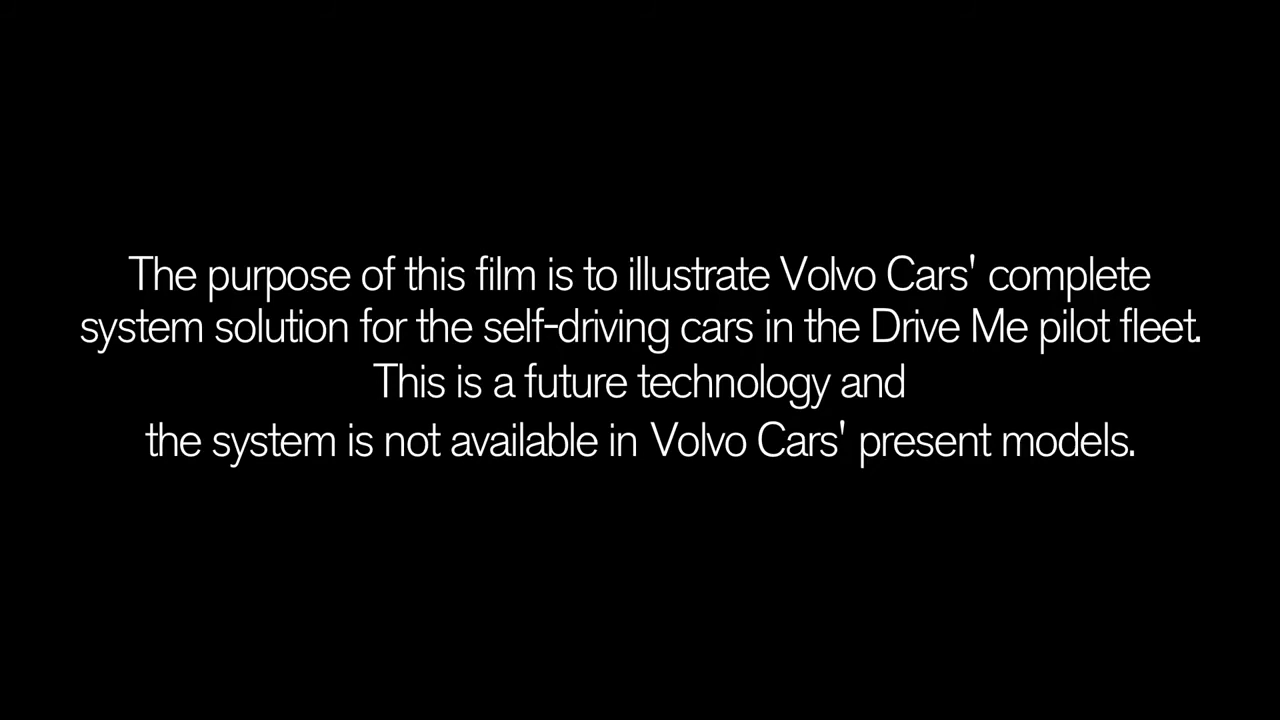 The purpose of this film is to illustrate Volvo Cars' complete
system solution for the self-driving cars in the Drive Me pilot fleet.
This is a future technology and
the system is not available in Volvo Cars' present models.